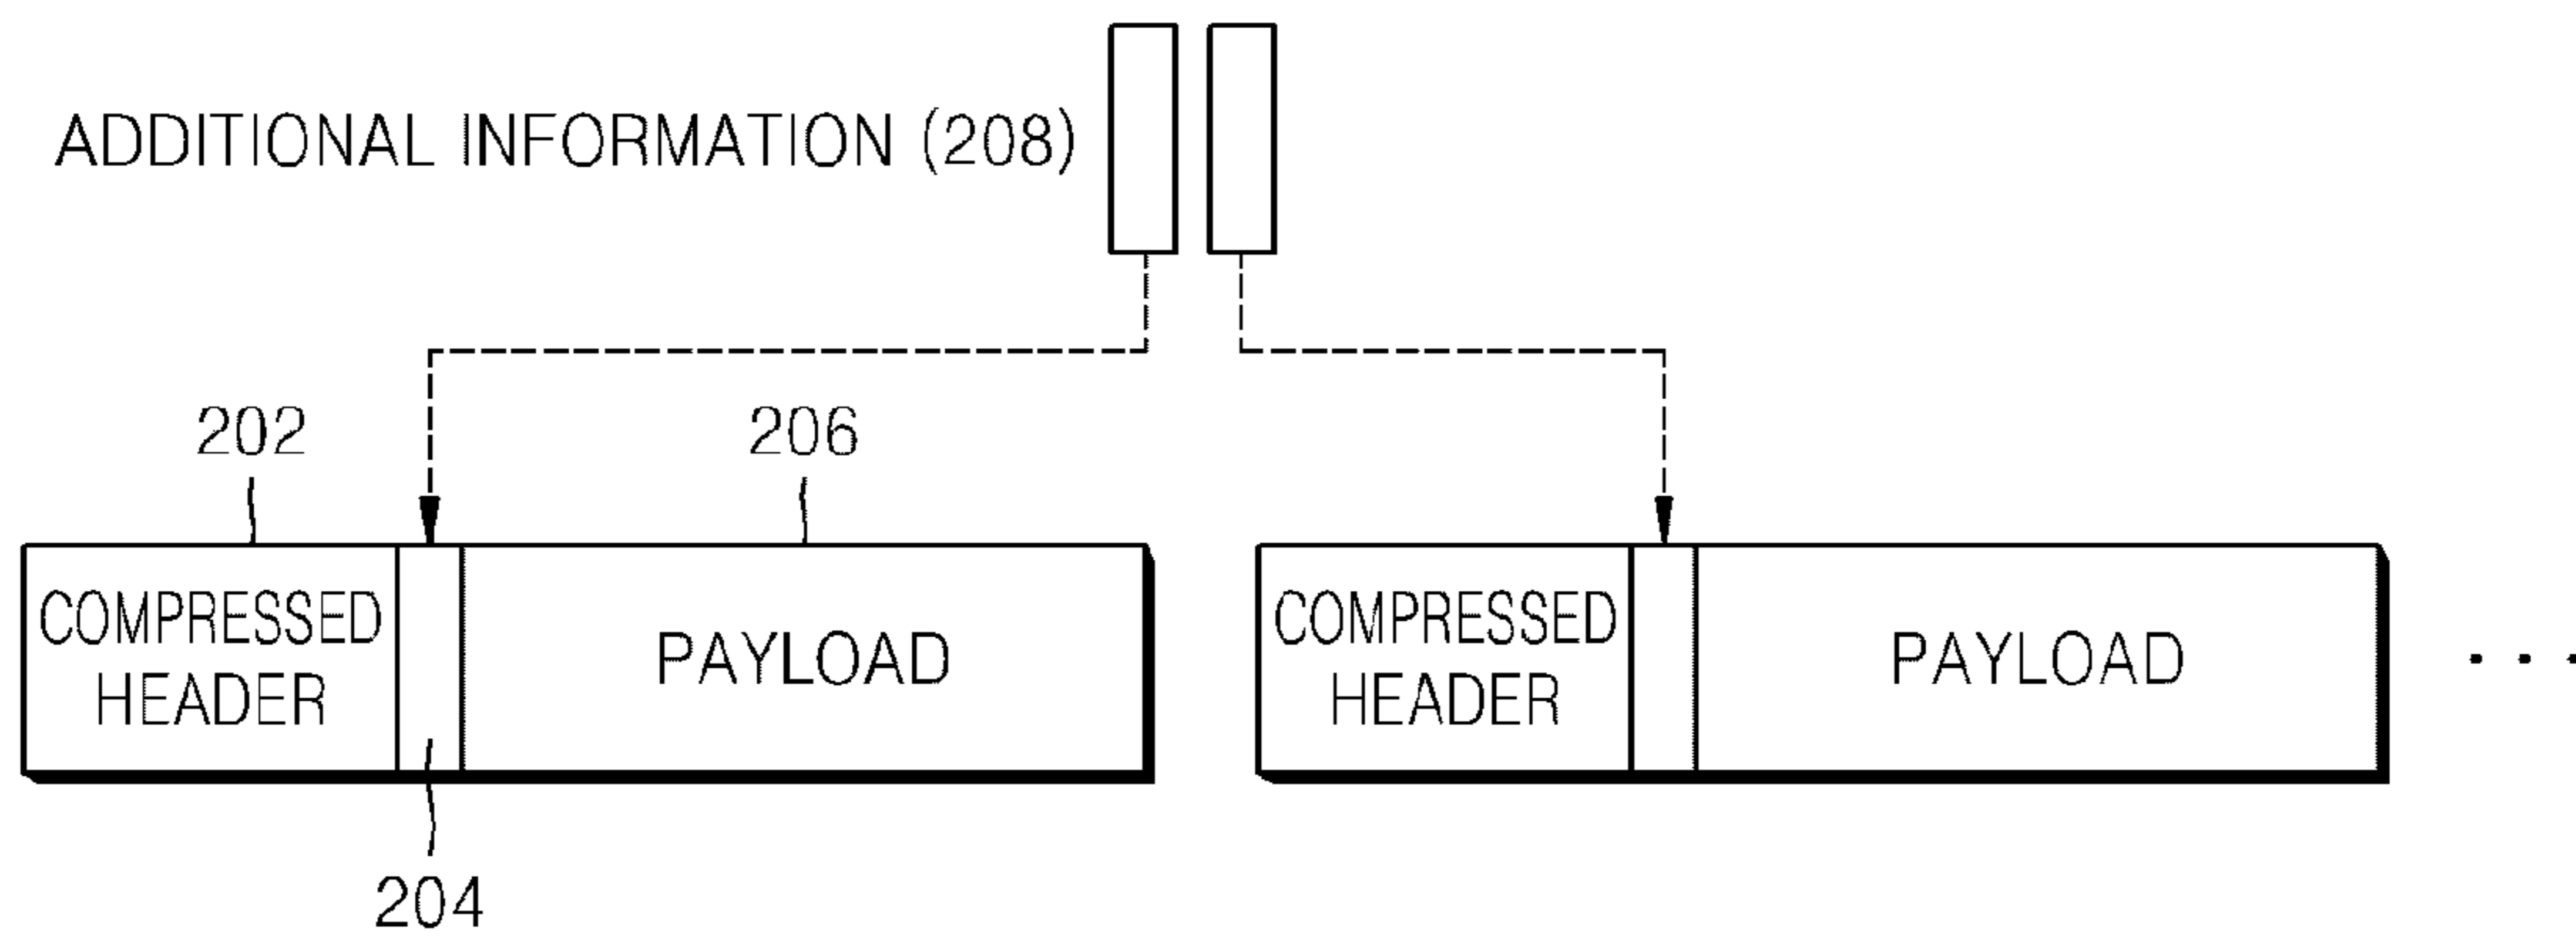 ADDITIONAL INFORMATION (208)
202 206
COMPRESSED HEADER PAYLOAD COMPRESSED HEADER PAYLOAD ...
204